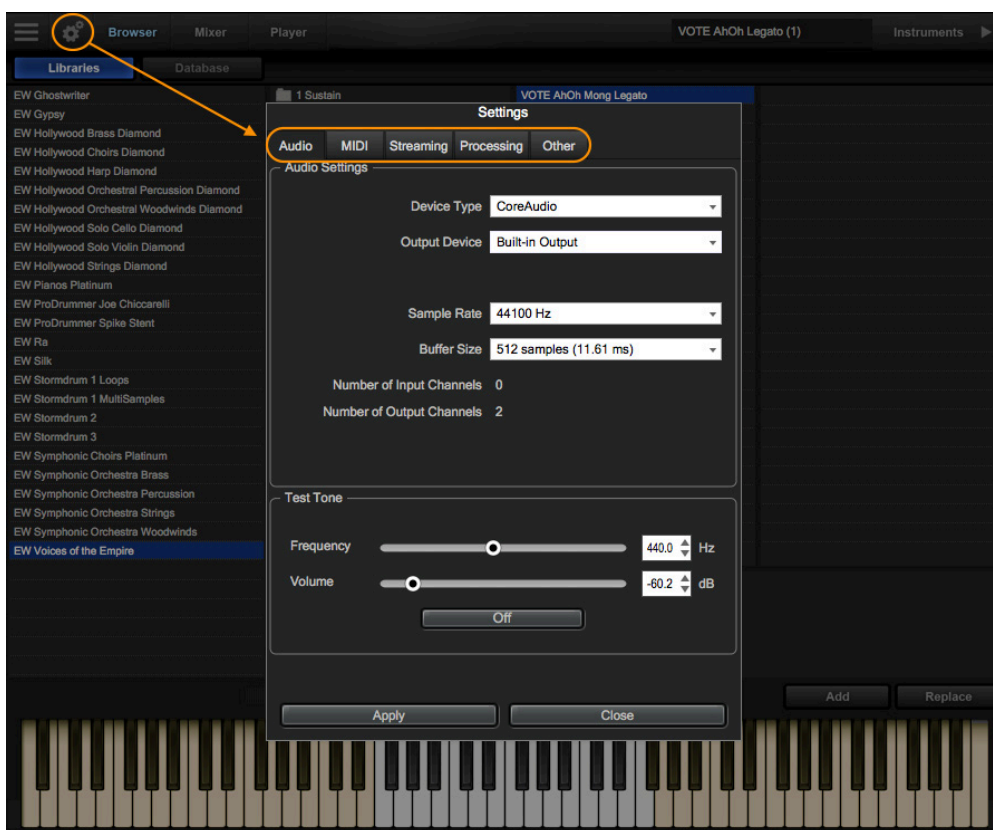 Browser Mixer Player VOTE AhOh Legato (1) Instruments
Libraries Database
EW Ghostwriter
EW Gypsy
EW Hollywood Brass Diamond
EW Hollywood Choirs Diamond
EW Hollywood Harp Diamond
EW Hollywood Orchestral Percussion Diamond
EW Hollywood Orchestral Woodwinds Diamond
EW Hollywood Solo Cello Diamond
EW Hollywood Solo Violin Diamond
EW Hollywood Strings Diamond
EW Pianos Platinum
EW ProDrummer Joe Chiccarelli
EW ProDrummer Spike Stent
EW Ra
EW Silk
EW Stormdrum 1 Loops
EW Stormdrum 1 MultiSamples
EW Stormdrum 2
EW Stormdrum 3
EW Symphonic Choirs Platinum
EW Symphonic Orchestra Brass
EW Symphonic Orchestra Percussion
EW Symphonic Orchestra Strings
EW Symphonic Orchestra Woodwinds
EW Voices of the Empire
1 Sustain
VOTE AhOh Mong Legato
Settings
Audio MIDI Streaming Processing Other
Audio Settings
Device Type CoreAudio
Output Device Built-in Output
Sample Rate 44100 Hz
Buffer Size 512 samples (11.61 ms)
Number of Input Channels 0
Number of Output Channels 2
Test Tone
Frequency 440.0 Hz
Volume -60.2 dB
Off
Apply Close
Add Replace